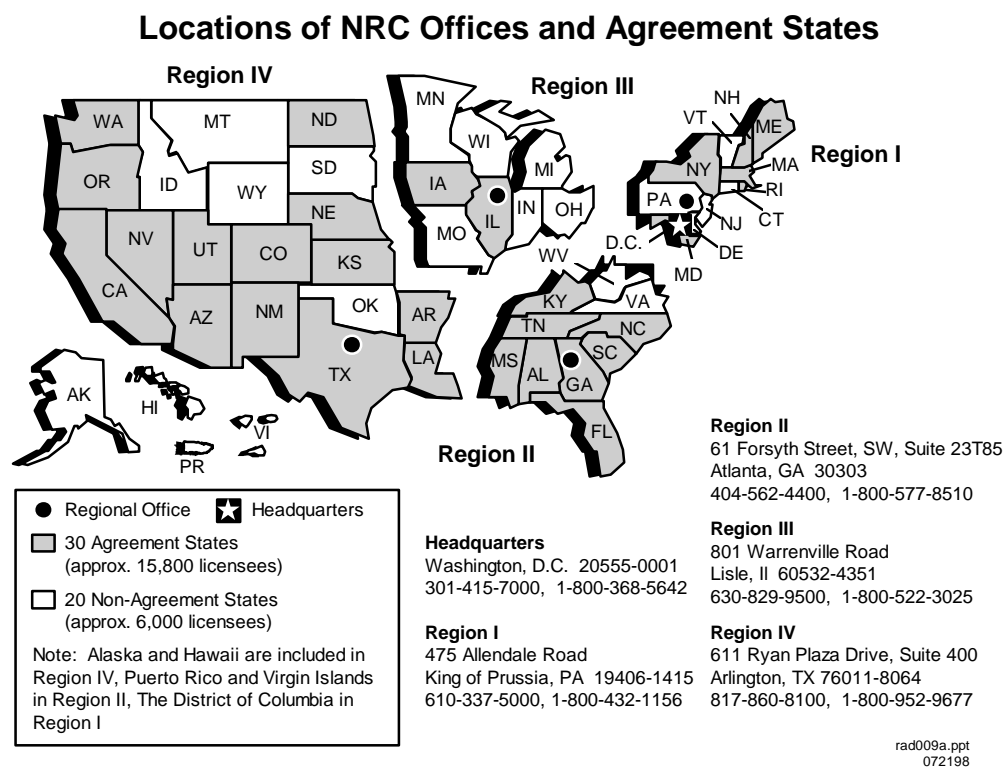 Locations of NRC Offices and Agreement States
Region IV
Region III
Region I
WA
MT
ND
OR
ID
WY
SD
NE
NV
UT
CO
KS
CA
AZ
NM
OK
AR
TX
LA
AK
HI
PR
VI
MN
WI
MI
IA
IL
IN
OH
MO
NH
VT
ME
NY
MA
RI
CT
PA
NJ
D.C.
DE
MD
WV
KY
VA
TN
NC
MS
AL
GA
SC
FL
Region II
Regional Office
Headquarters
30 Agreement States
(approx. 15,800 licensees)
20 Non-Agreement States
(approx. 6,000 licensees)
Note: Alaska and Hawaii are included in
Region IV, Puerto Rico and Virgin Islands
in Region II, The District of Columbia in
Region I
Headquarters
Washington, D.C. 20555-0001
301-415-7000, 1-800-368-5642
Region I
475 Allendale Road
King of Prussia, PA 19406-1415
610-337-5000, 1-800-432-1156
Region II
61 Forsyth Street, SW, Suite 23T85
Atlanta, GA 30303
404-562-4400, 1-800-577-8510
Region III
801 Warrenville Road
Lisle, Il 60532-4351
630-829-9500, 1-800-522-3025
Region IV
611 Ryan Plaza Drive, Suite 400
Arlington, TX 76011-8064
817-860-8100, 1-800-952-9677
rad009a.ppt
072198